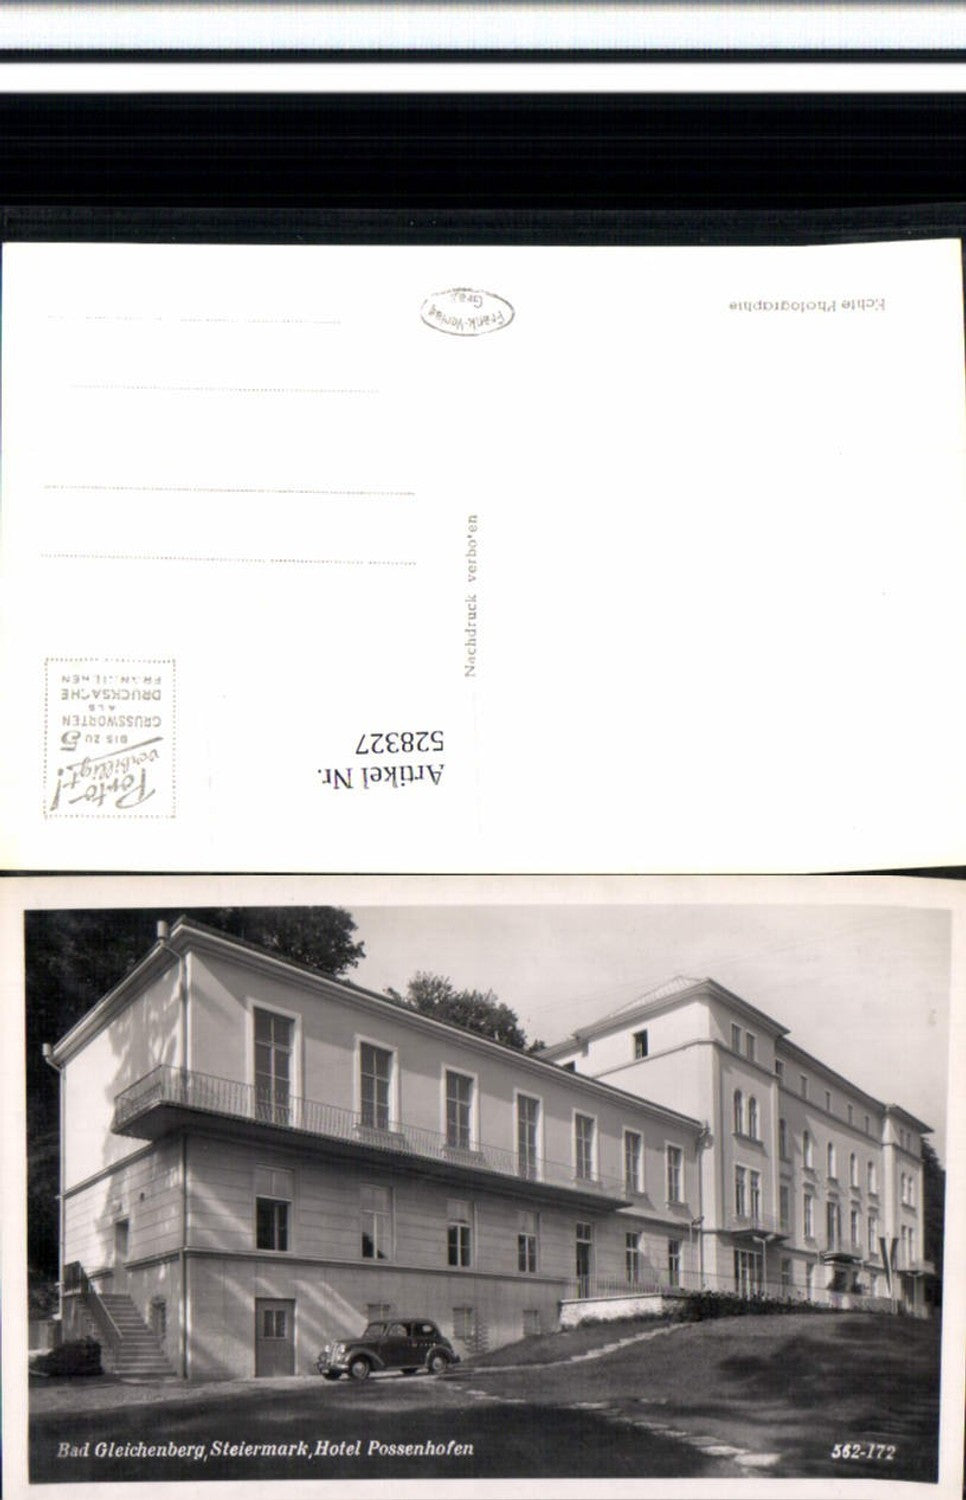 Echte Photographie
Frank-Verlag
Graz
Nachdruck verboten
Porto-
verbilligt!
BIS ZU 5
GRUSSWORTEN
ALS
DRUCKSACHE
Artikel Nr.
528327
Bad Gleichenberg, Steiermark, Hotel Possenhofen
562-172